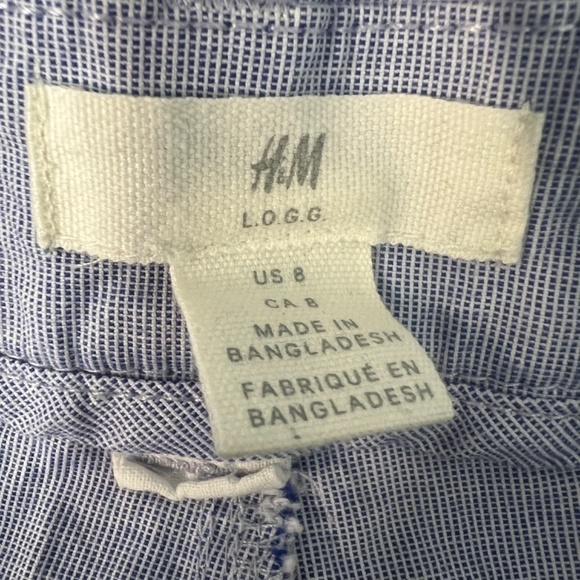 H&M
L.O.G.G.
US 8
CA 8
MADE IN
BANGLADESH
FABRIQUÉ EN
BANGLADESH